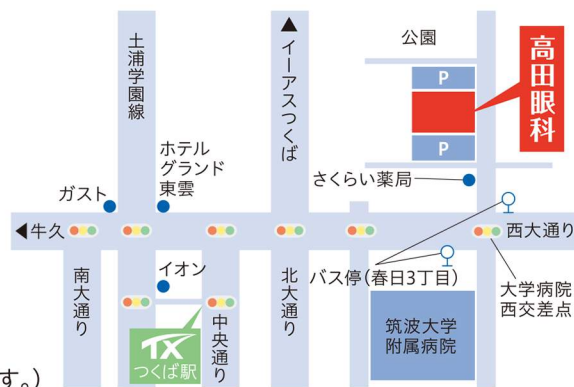 土浦学園線
▲イーアスつくば
公園
P
高田眼科
P
ホテル
グランド
東雲
さくらい薬局
ガスト
◀牛久
西大通り
イオン
バス停(春日3丁目)
大学病院
西交差点
南大通り
北大通り
中央通り
筑波大学
附属病院
TX
つくば駅
す。)